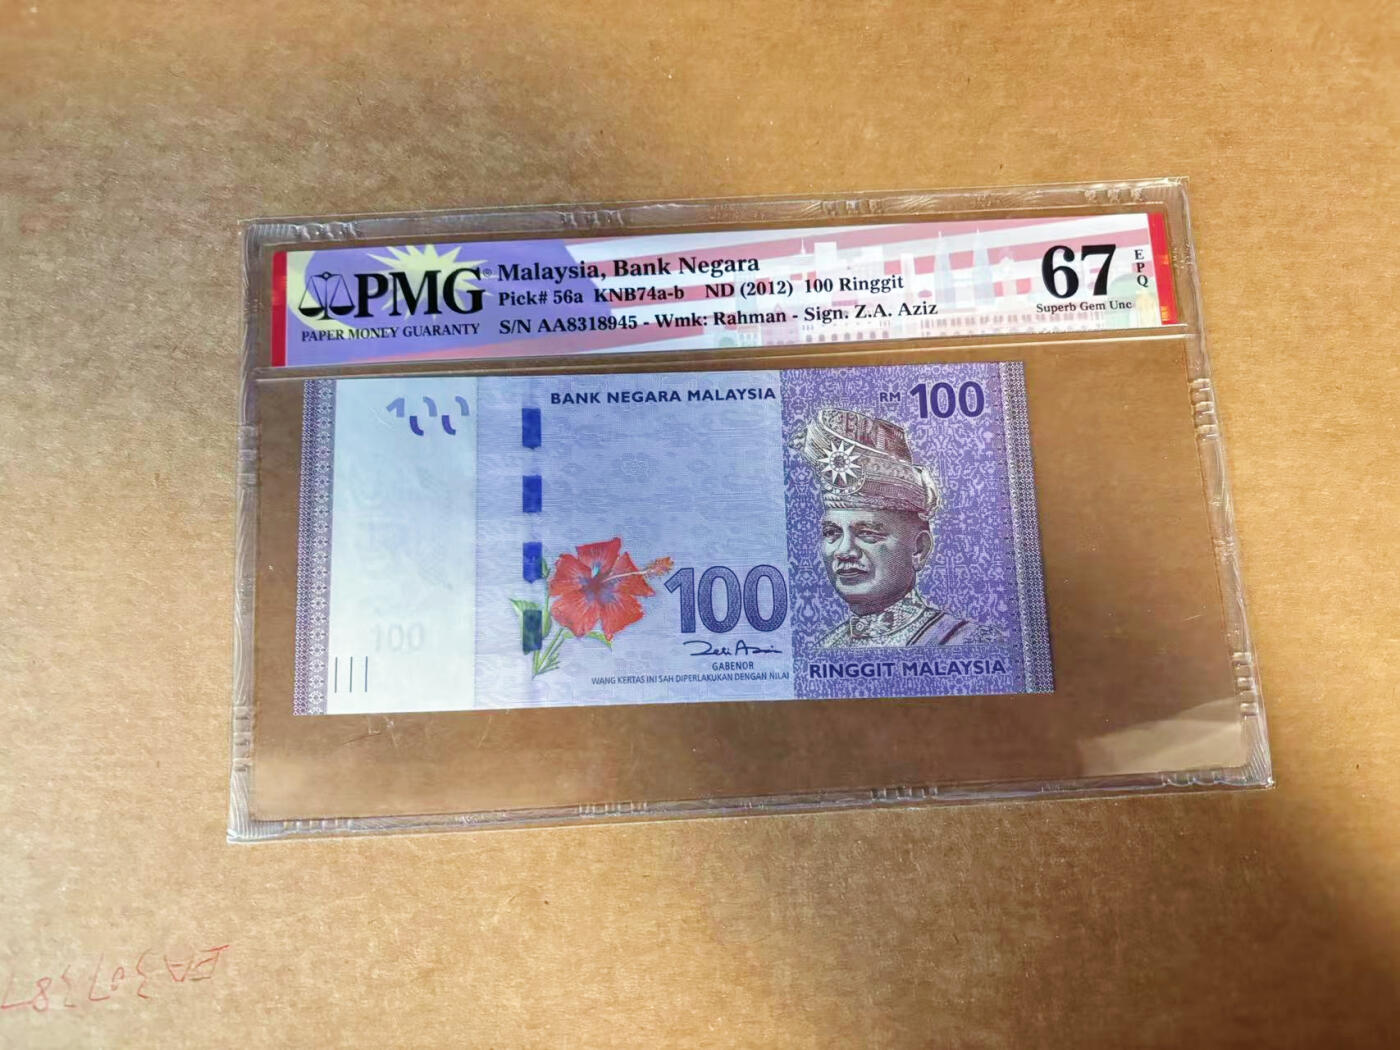 PMG®
PAPER MONEY GUARANTY
Malaysia, Bank Negara
Pick# 56a KNB74a-b ND (2012) 100 Ringgit
S/N AA8318945 - Wmk: Rahman - Sign. Z.A. Aziz
67
EPQ
Superb Gem Unc
BANK NEGARA MALAYSIA
RM 100
100
100
GABENOR
WANG KERTAS INI SAH DIPERLAKUKAN DENGAN NILAI
RINGGIT MALAYSIA